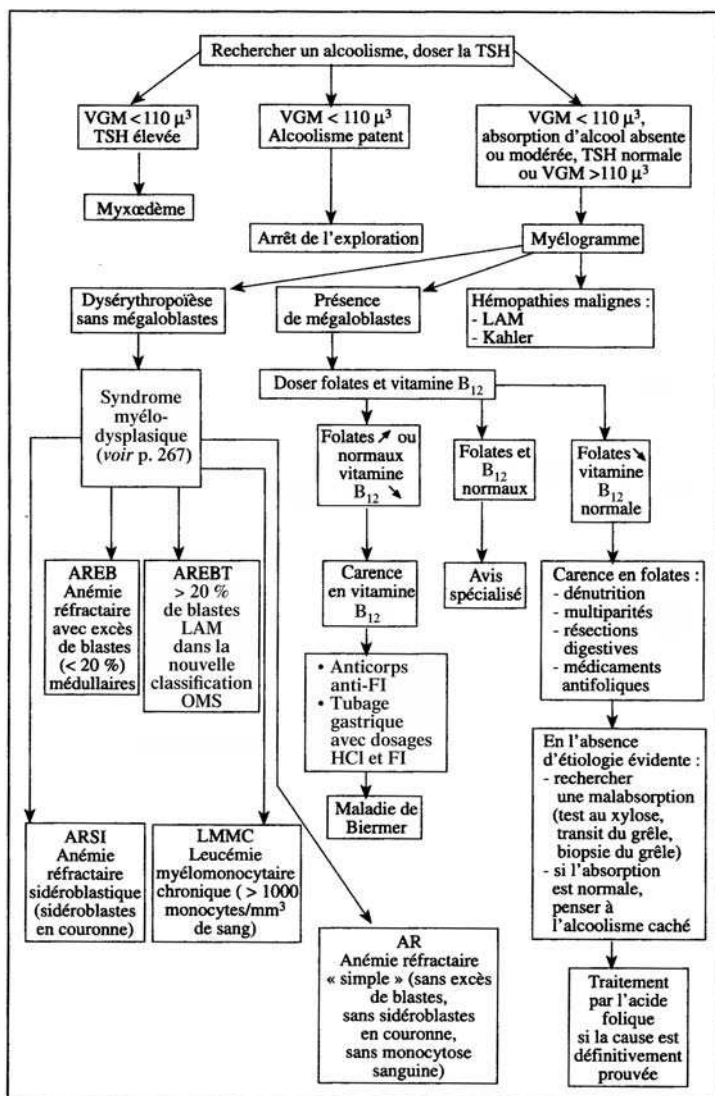 Rechercher un alcoolisme, doser la TSH
VGM < 110 µ³
TSH élevée
VGM < 110 µ³
Alcoolisme patent
VGM < 110 µ³,
absorption d'alcool absente
ou modérée, TSH normale
ou VGM >110 µ³
Myxœdème
Arrêt de l'exploration
Myélogramme
Dysérythropoïèse
sans mégaloblastes
Présence
de mégaloblastes
Hémopathies malignes :
- LAM
- Kahler
Syndrome
myélo-
dysplasique
(voir p. 267)
Doser folates et vitamine B₁₂
Folates ↗ ou
normaux
vitamine
B₁₂ ↘
Folates et
B₁₂
normaux
Folates ↘
vitamine
B₁₂
normale
AREB
Anémie
réfractaire
avec excès
de blastes
(< 20 %)
médullaires
AREBT
> 20 %
de blastes
LAM
dans la
nouvelle
classification
OMS
Carence
en vitamine
B₁₂
Avis
spécialisé
Carence en folates :
- dénutrition
- multiparités
- résections
digestives
- médicaments
antifoliques
• Anticorps
anti-FI
• Tubage
gastrique
avec dosages
HCl et FI
Maladie de
Biermer
En l'absence
d'étiologie évidente :
- rechercher
une malabsorption
(test au xylose,
transit du grêle,
biopsie du grêle)
- si l'absorption
est normale,
penser à
l'alcoolisme caché
ARSI
Anémie
réfractaire
sidéroblastique
(sidéroblastes
en couronne)
LMMC
Leucémie
myélomonocytaire
chronique ( > 1000
monocytes/mm³
de sang)
AR
Anémie réfractaire
« simple » (sans excès
de blastes,
sans sidéroblastes
en couronne,
sans monocytose
sanguine)
Traitement
par l'acide
folique
si la cause est
définitivement
prouvée